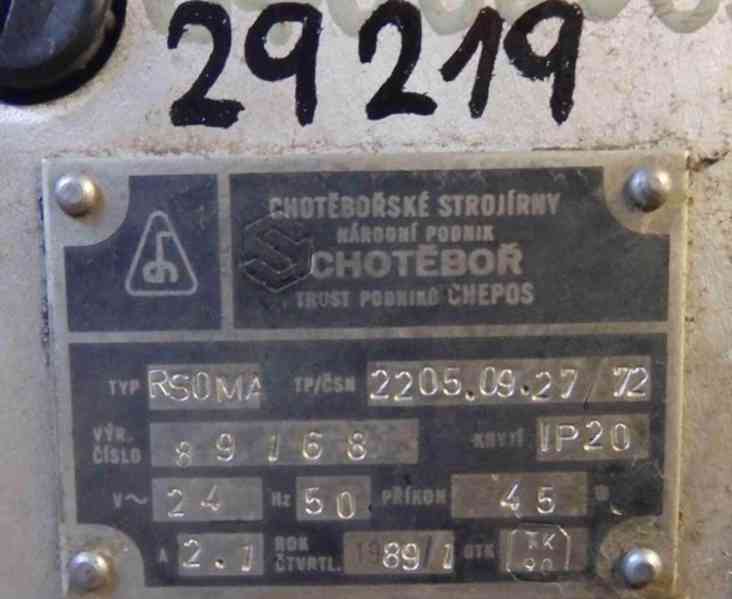 29219
CHOTĚBOŘSKÉ STROJÍRNY
NÁRODNÍ PODNIK
CHOTĚBOŘ
TRUST PODNIKŮ CHEPOS
TYP RSOMA TP/ČSN 2205.09.27/72
VÝR. ČÍSLO 89168 KRYTÍ IP20
V~ 24 Hz 50 PŘÍKON 45 W
A 2.1 ROK ČTVRTL. 1989/1 OTK